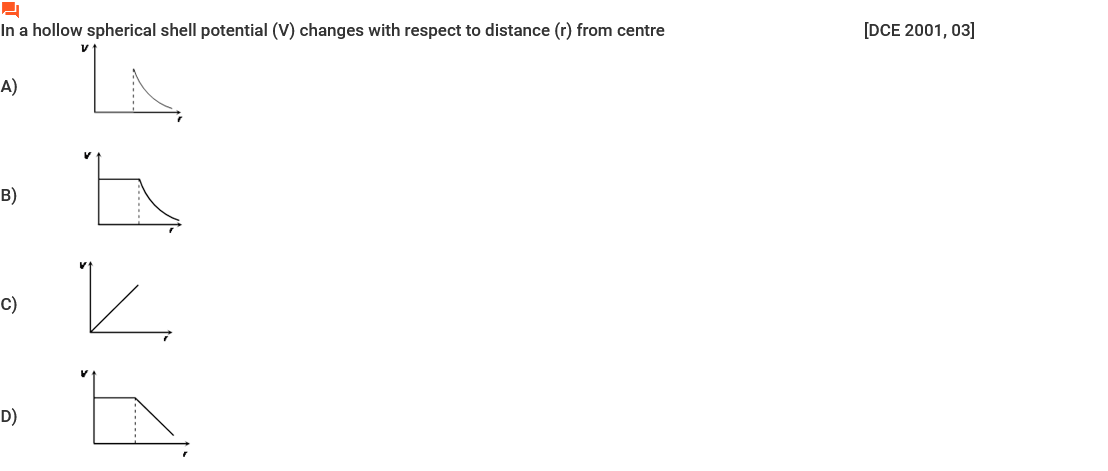 In a hollow spherical shell potential (V) changes with respect to distance (r) from centre [DCE 2001, 03]
V
A)
r
V
B)
r
V
C)
r
V
D)
r